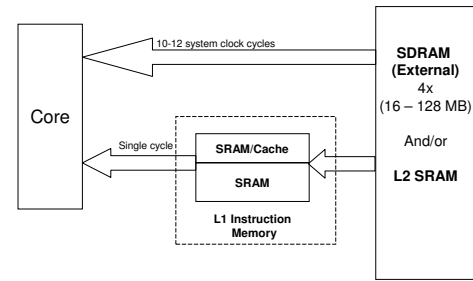 10-12 system clock cycles
SDRAM
(External)
4x
(16 – 128 MB)
And/or
L2 SRAM
Core
Single cycle
SRAM/Cache
SRAM
L1 Instruction
Memory